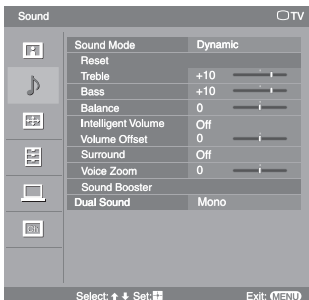 Sound TV
Sound Mode Dynamic
Reset
Treble +10
Bass +10
Balance 0
Intelligent Volume Off
Volume Offset 0
Surround Off
Voice Zoom 0
Sound Booster
Dual Sound Mono
Ch
Select: ↑ ↓ Set: Exit: MENU